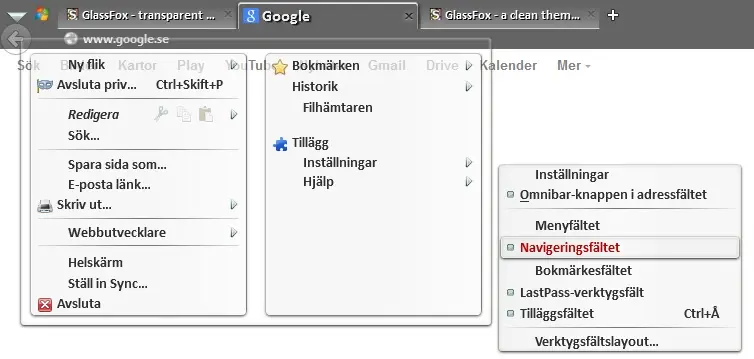 GlassFox - transparent ...
Google
GlassFox - a clean them...
www.google.se
Sök
Kartor
Play
YouTube
Gmail
Drive
Kalender
Mer
Ny flik
Avsluta priv... Ctrl+Skift+P
Redigera
Sök...
Spara sida som...
E-posta länk...
Skriv ut...
Webbutvecklare
Helskärm
Ställ in Sync...
Avsluta
Bokmärken
Historik
Filhämtaren
Tillägg
Inställningar
Hjälp
Inställningar
Omnibar-knappen i adressfältet
Menyfältet
Navigeringsfältet
Bokmärkesfältet
LastPass-verktygsfält
Tilläggsfältet Ctrl+Å
Verktygsfältslayout...